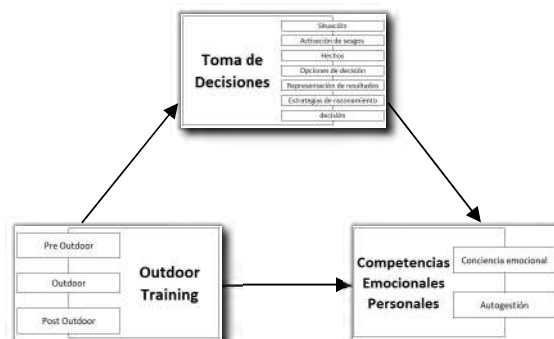 Toma de
Decisiones
Situación
Activación de sesgos
Hechos
Opciones de decisión
Representación de resultados
Estrategias de razonamiento
decisión
Pre Outdoor
Outdoor
Post Outdoor
Outdoor
Training
Competencias
Emocionales
Personales
Conciencia emocional
Autogestión